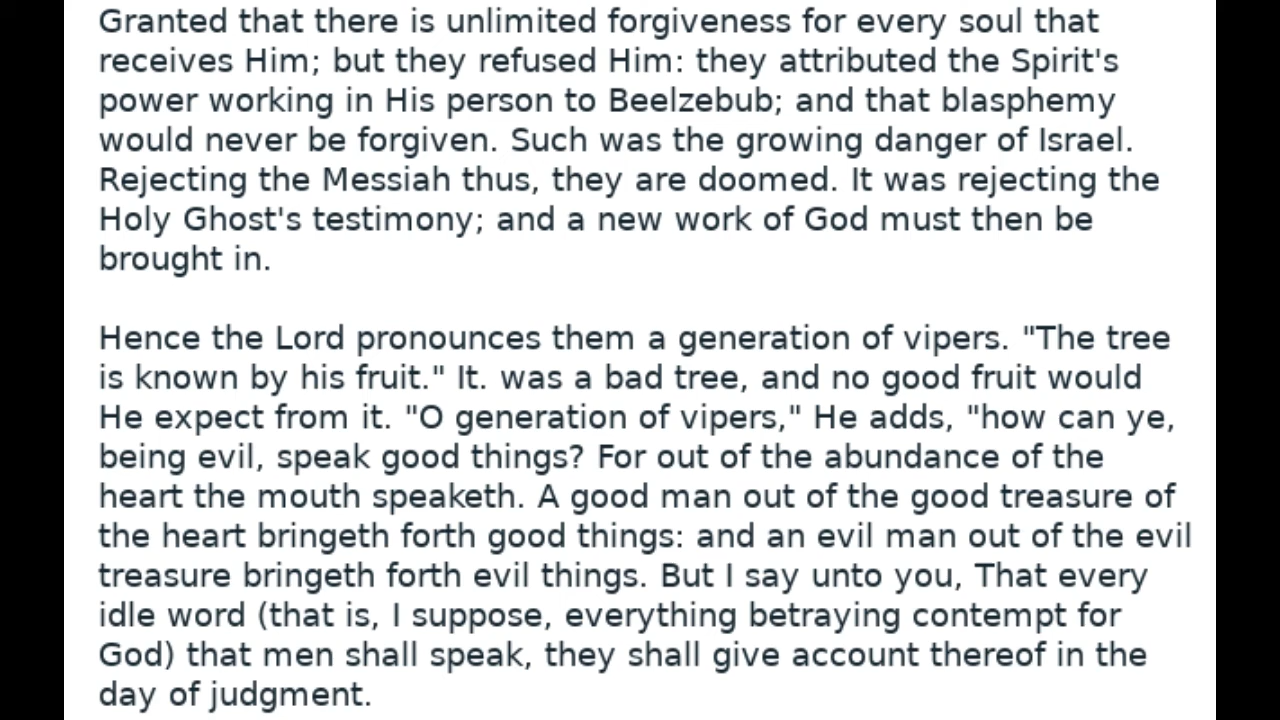 Granted that there is unlimited forgiveness for every soul that
receives Him; but they refused Him: they attributed the Spirit's
power working in His person to Beelzebub; and that blasphemy
would never be forgiven. Such was the growing danger of Israel.
Rejecting the Messiah thus, they are doomed. It was rejecting the
Holy Ghost's testimony; and a new work of God must then be
brought in.
Hence the Lord pronounces them a generation of vipers. "The tree
is known by his fruit." It. was a bad tree, and no good fruit would
He expect from it. "O generation of vipers," He adds, "how can ye,
being evil, speak good things? For out of the abundance of the
heart the mouth speaketh. A good man out of the good treasure of
the heart bringeth forth good things: and an evil man out of the evil
treasure bringeth forth evil things. But I say unto you, That every
idle word (that is, I suppose, everything betraying contempt for
God) that men shall speak, they shall give account thereof in the
day of judgment.